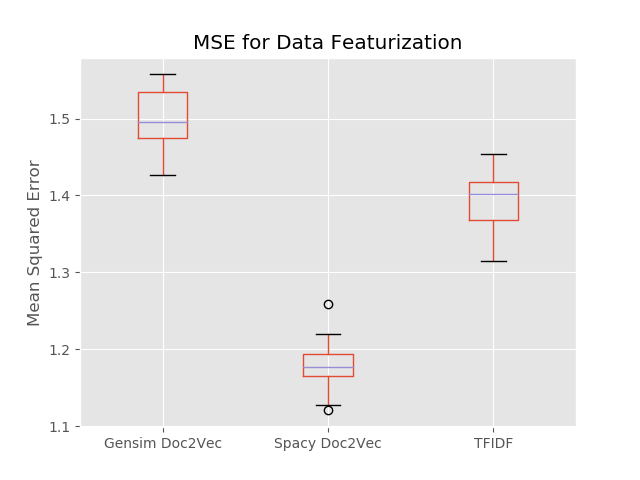 MSE for Data Featurization
Mean Squared Error
1.5
1.4
1.3
1.2
1.1
Gensim Doc2Vec
Spacy Doc2Vec
TFIDF